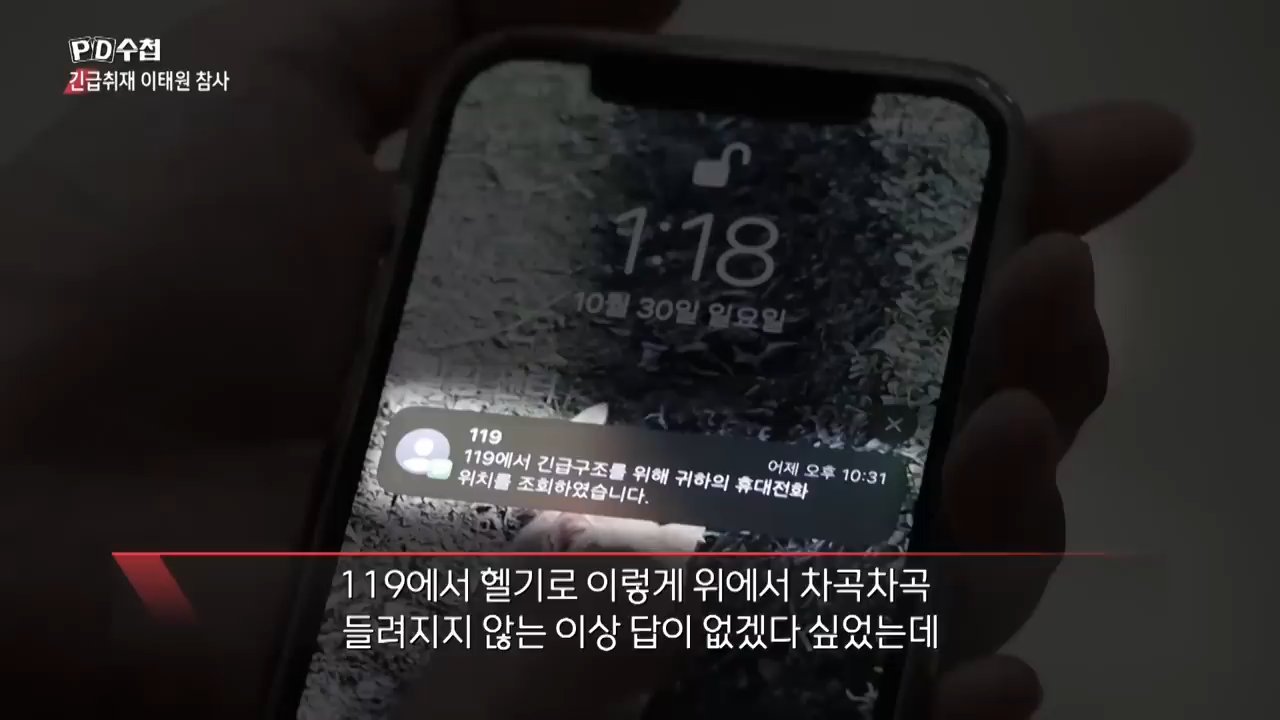 PD수첩
긴급취재 이태원 참사
1:18
10월 30일 일요일
119
어제 오후 10:31
119에서 긴급구조를 위해 귀하의 휴대전화
위치를 조회하였습니다.
119에서 헬기로 이렇게 위에서 차곡차곡
들려지지 않는 이상 답이 없겠다 싶었는데